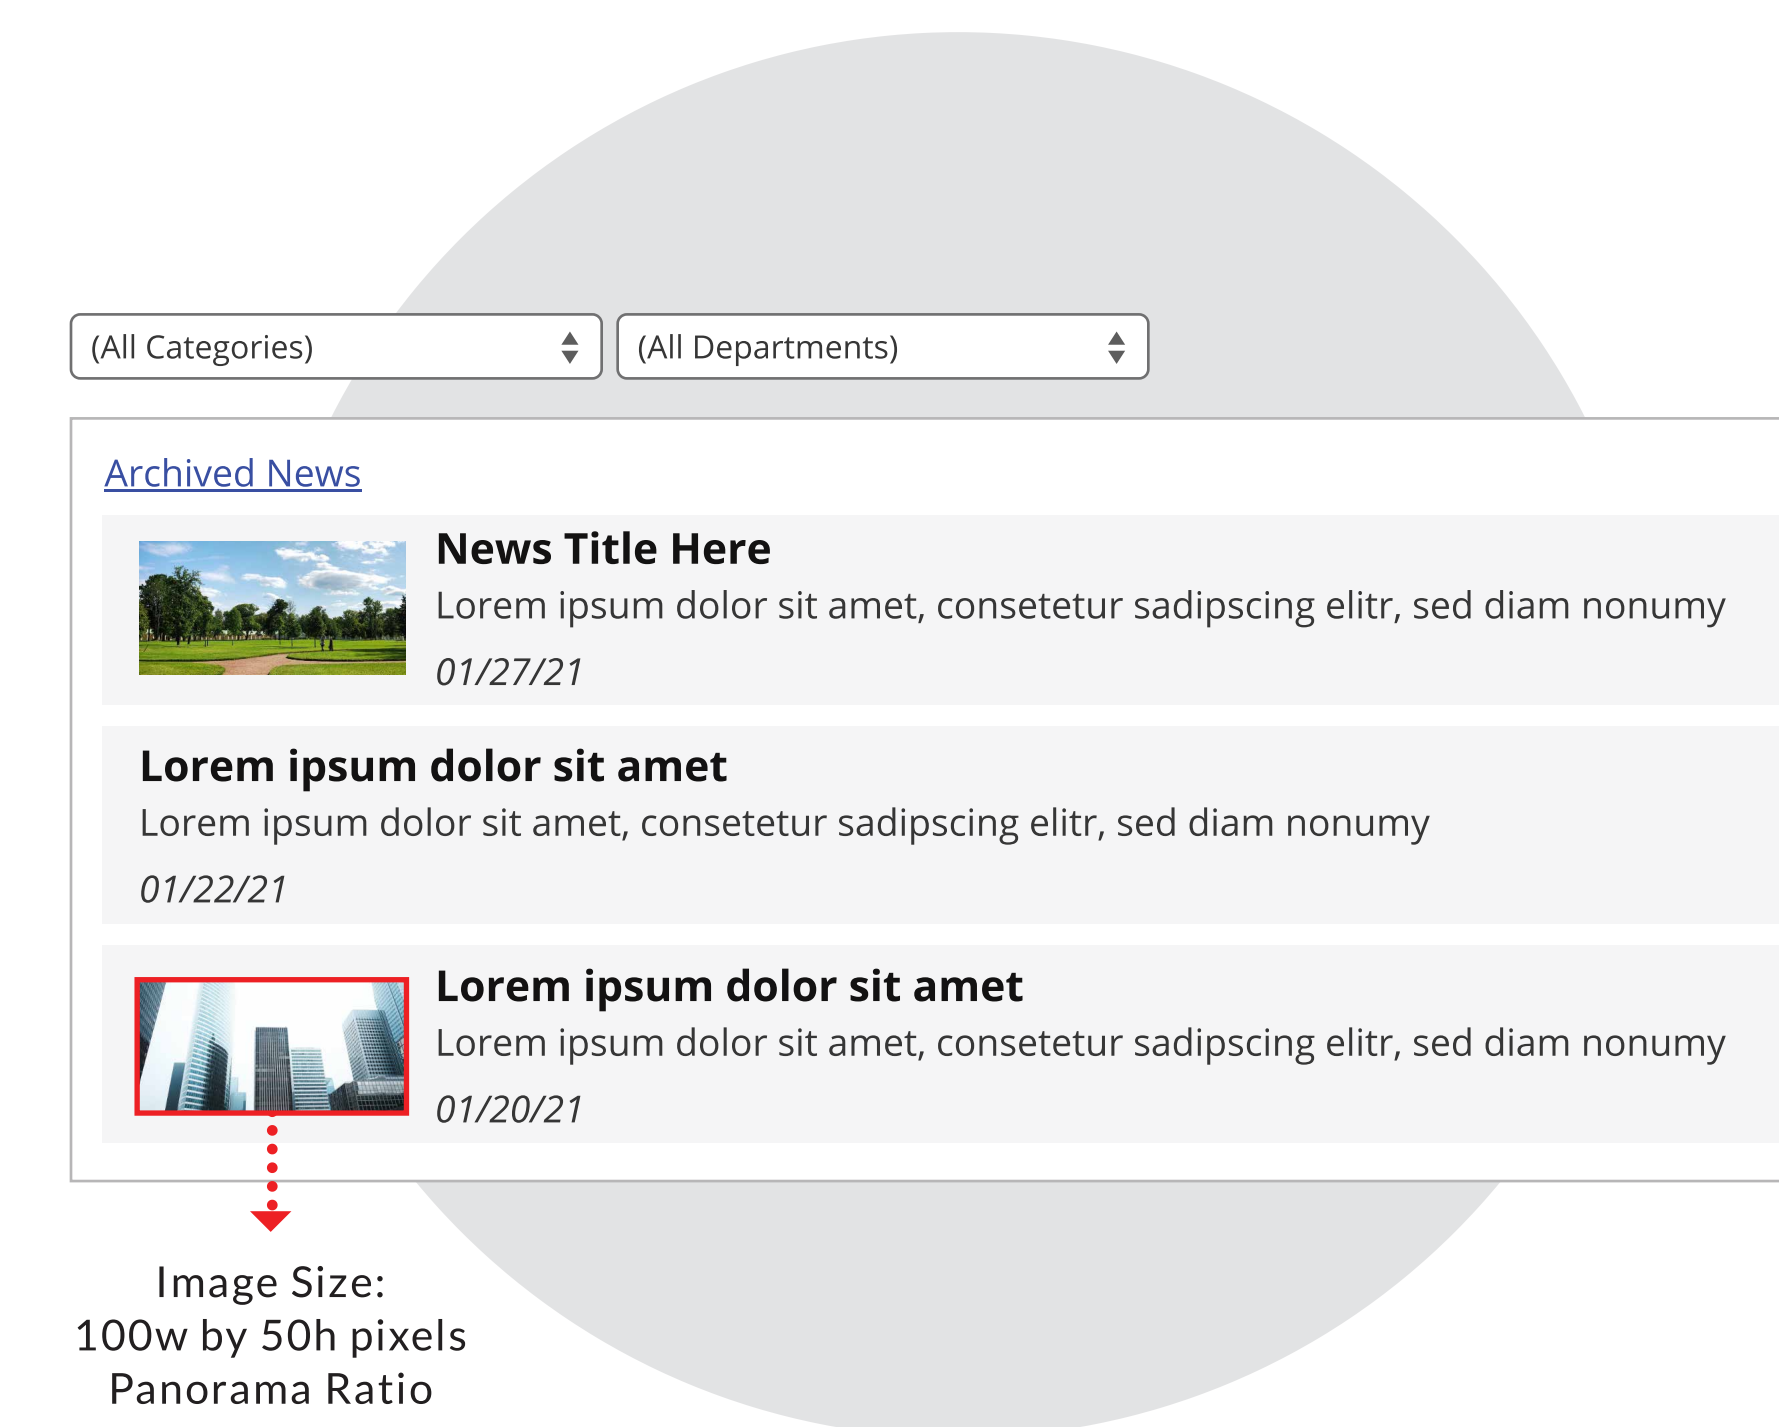 (All Categories)
(All Departments)
Archived News
News Title Here
Lorem ipsum dolor sit amet, consetetur sadipscing elitr, sed diam nonumy
01/27/21
Lorem ipsum dolor sit amet
Lorem ipsum dolor sit amet, consetetur sadipscing elitr, sed diam nonumy
01/22/21
Lorem ipsum dolor sit amet
Lorem ipsum dolor sit amet, consetetur sadipscing elitr, sed diam nonumy
01/20/21
Image Size:
100w by 50h pixels
Panorama Ratio